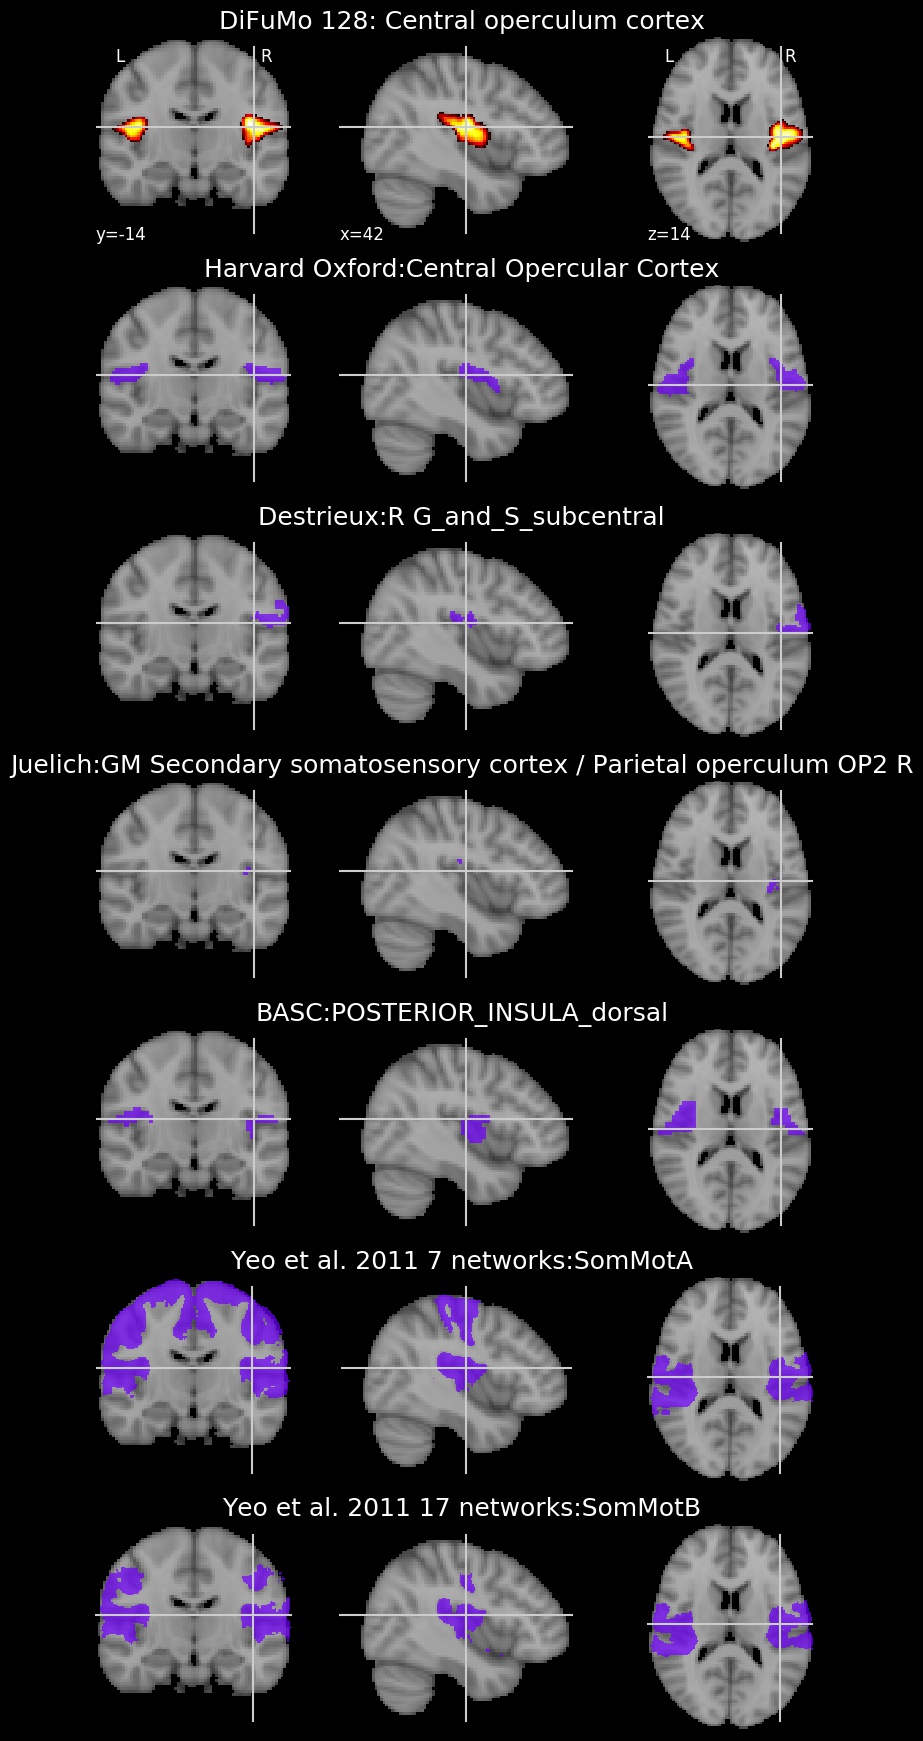 DiFuMo 128: Central operculum cortex
L R L R
y=-14 x=42 z=14
Harvard Oxford:Central Opercular Cortex
Destrieux:R G_and_S_subcentral
Juelich:GM Secondary somatosensory cortex / Parietal operculum OP2 R
BASC:POSTERIOR_INSULA_dorsal
Yeo et al. 2011 7 networks:SomMotA
Yeo et al. 2011 17 networks:SomMotB